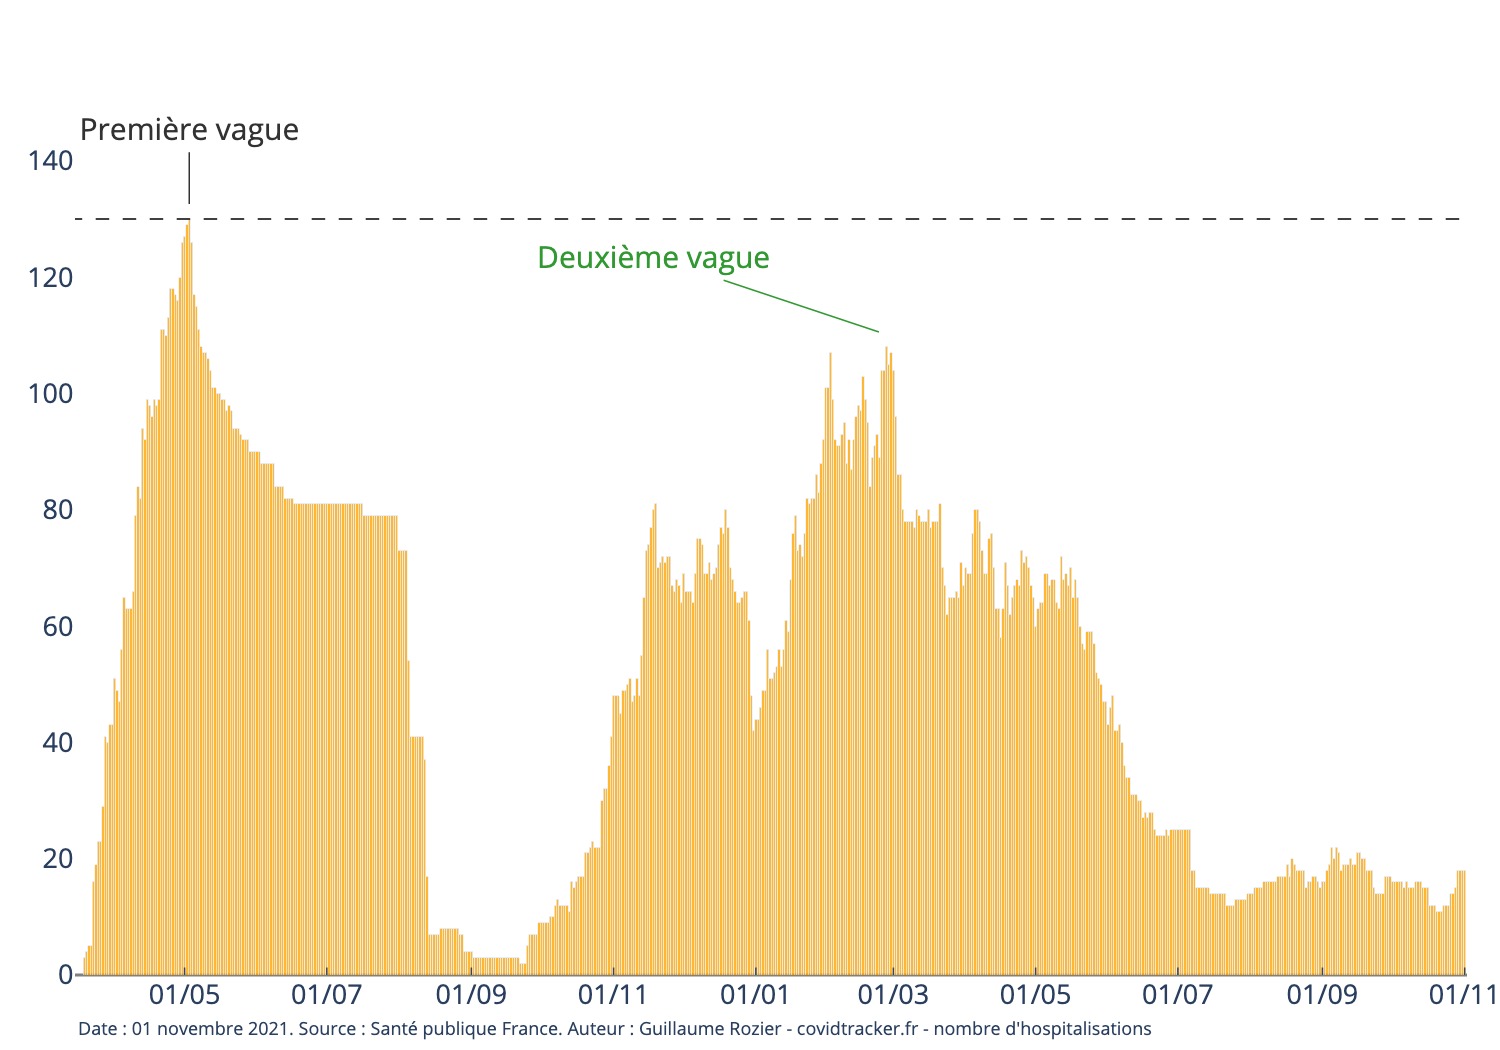 Première vague
140
Deuxième vague
120
100
80
60
40
20
0
01/05 01/07 01/09 01/11 01/01 01/03 01/05 01/07 01/09 01/11
Date : 01 novembre 2021. Source : Santé publique France. Auteur : Guillaume Rozier - covidtracker.fr - nombre d'hospitalisations